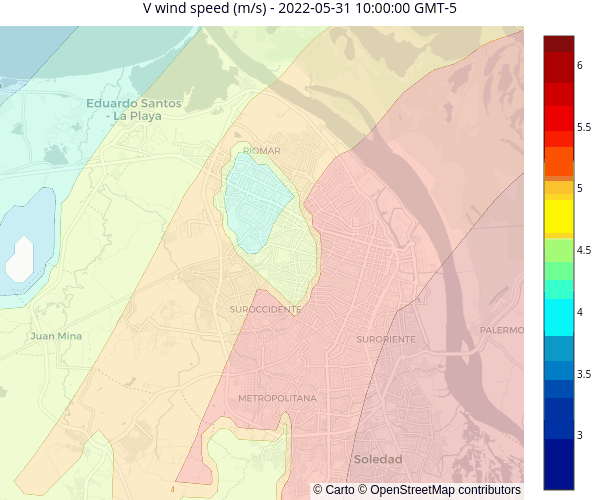 V wind speed (m/s) - 2022-05-31 10:00:00 GMT-5
6
5.5
5
4.5
4
3.5
3
Eduardo Santos
- La Playa
RIOMAR
SUROCCIDENTE
Juan Mina
SURORIENTE
PALERMO
METROPOLITANA
Soledad
4
© Carto © OpenStreetMap contributors